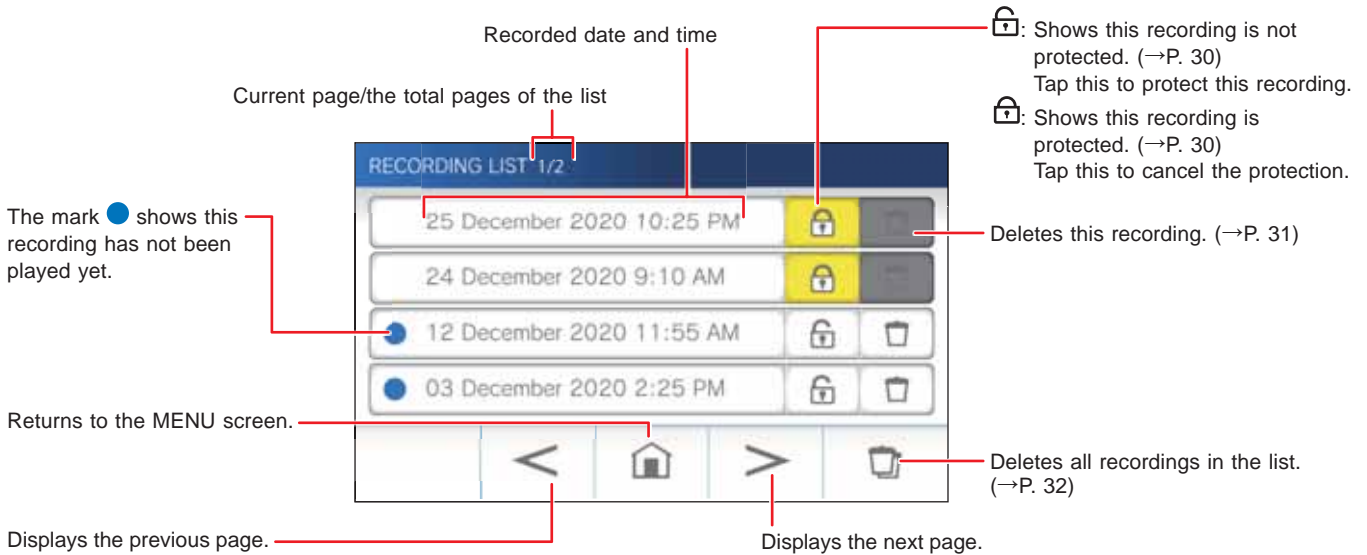 Recorded date and time
Current page/the total pages of the list
: Shows this recording is not
protected. (→P. 30)
Tap this to protect this recording.
: Shows this recording is
protected. (→P. 30)
Tap this to cancel the protection.
RECORDING LIST 1/2
The mark shows this
recording has not been
played yet.
25 December 2020 10:25 PM
Deletes this recording. (→P. 31)
24 December 2020 9:10 AM
12 December 2020 11:55 AM
03 December 2020 2:25 PM
Returns to the MENU screen.
< >
Deletes all recordings in the list.
(→P. 32)
Displays the previous page.
Displays the next page.